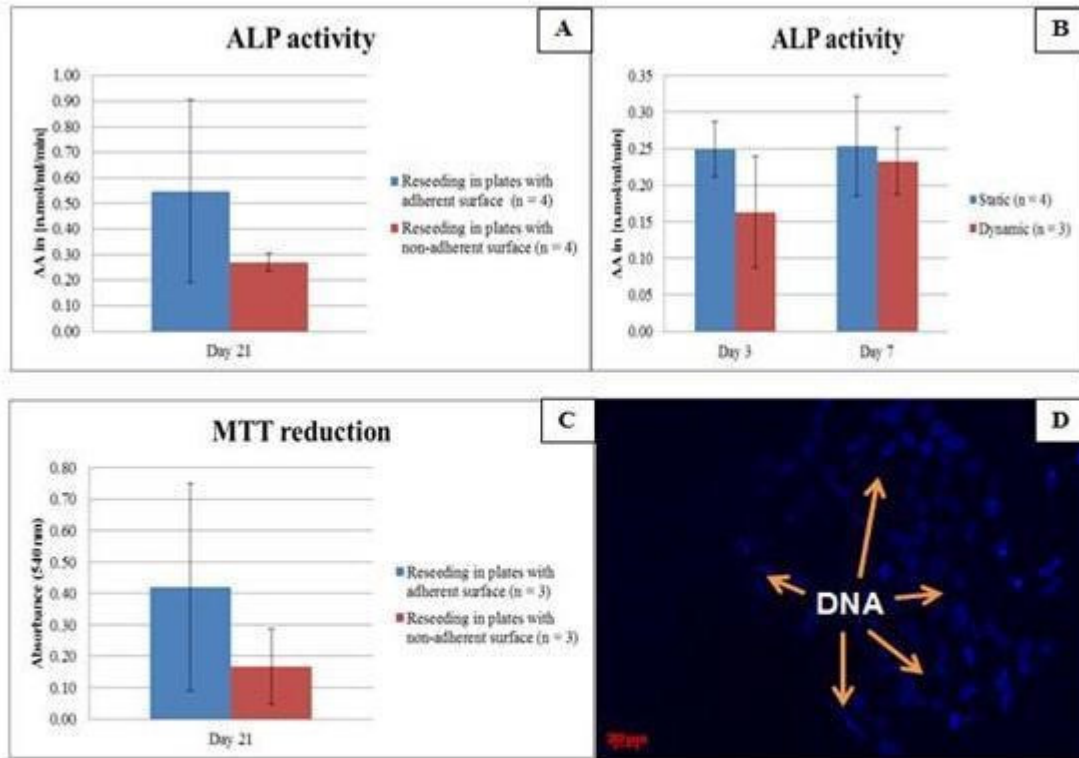 ALP activity
A
AA in [n.mol/ml/min]
1.00
0.90
0.80
0.70
0.60
0.50
0.40
0.30
0.20
0.10
0.00
Day 21
Reseeding in plates with
adherent surface (n = 4)
Reseeding in plates with
non-adherent surface (n = 4)
ALP activity
B
AA in [n.mol/ml/min]
0.35
0.30
0.25
0.20
0.15
0.10
0.05
0.00
Day 3
Day 7
Static (n = 4)
Dynamic (n = 3)
MTT reduction
C
Absorbance (540 nm)
0.80
0.70
0.60
0.50
0.40
0.30
0.20
0.10
0.00
Day 21
Reseeding in plates with
adherent surface (n = 3)
Reseeding in plates with
non-adherent surface (n = 3)
D
DNA